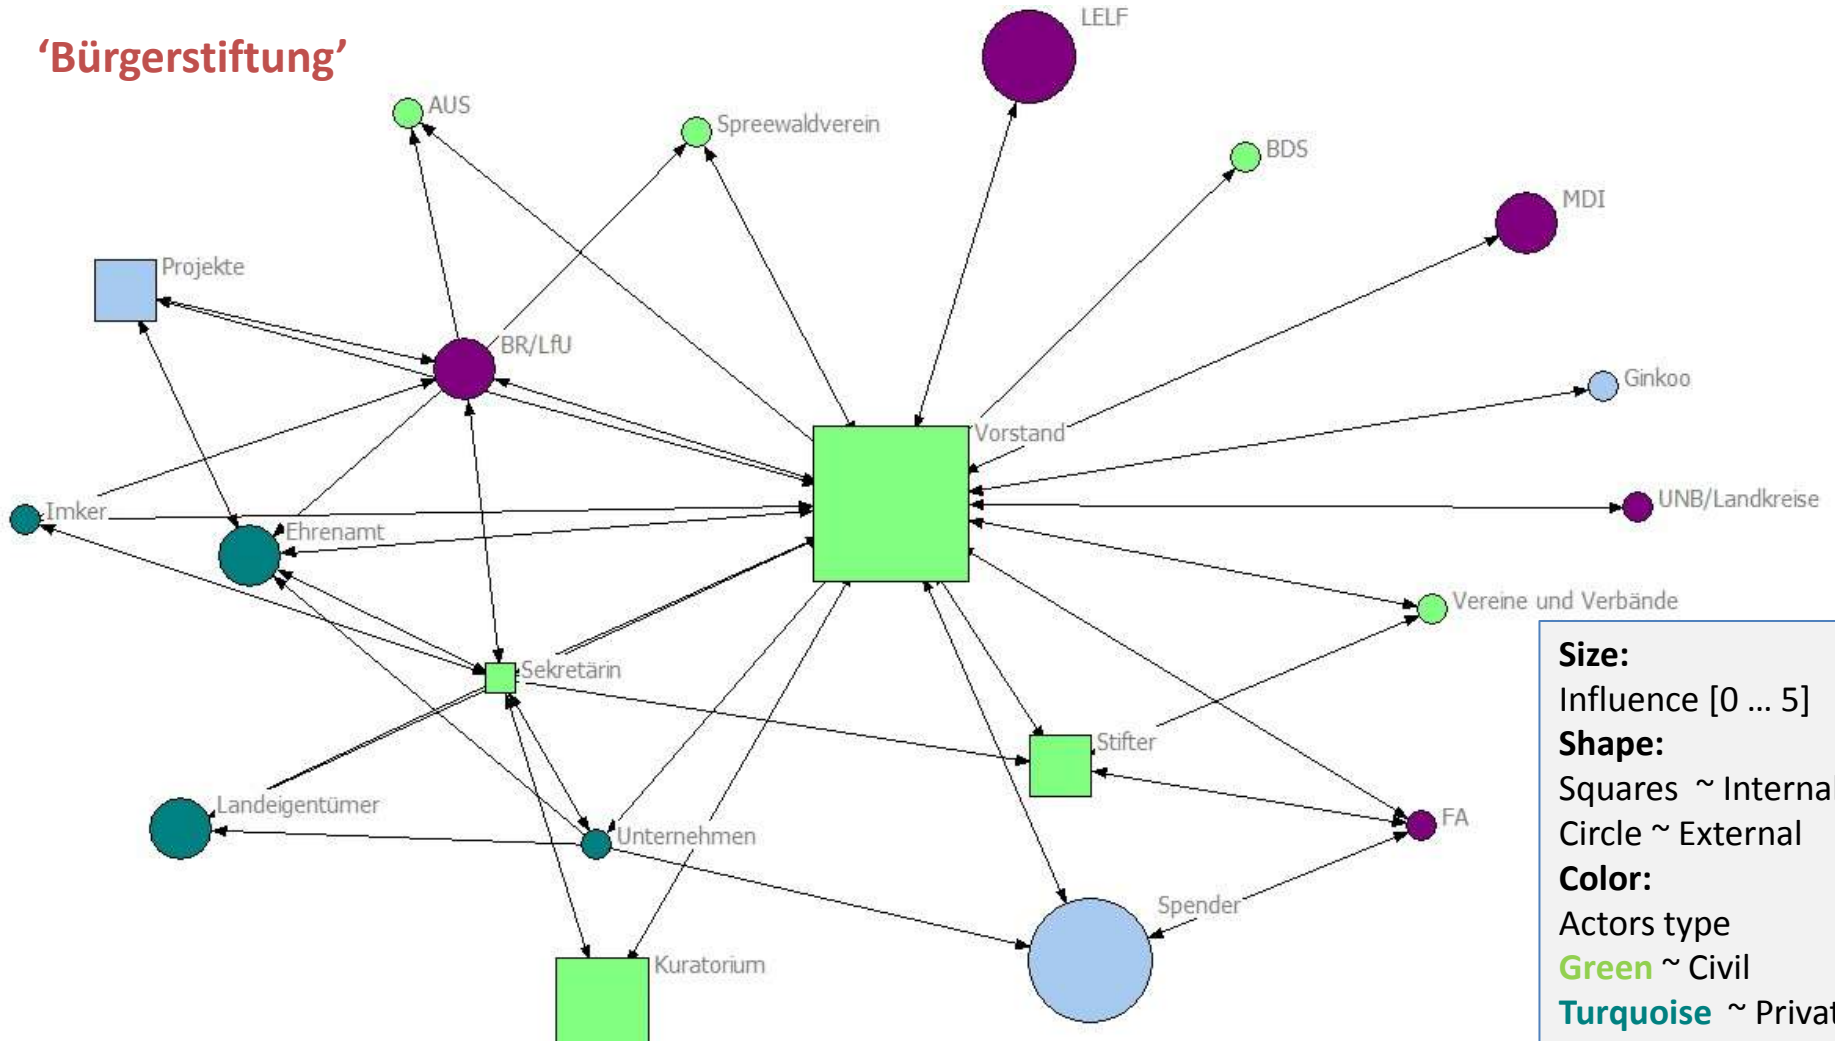 ‘Bürgerstiftung’
LELF
AUS
Spreewaldverein
BDS
MDI
Projekte
BR/LfU
Ginkoo
Vorstand
Imker
Ehrenamt
UNB/Landkreise
Vereine und Verbände
Sekretärin
Stifter
Landeigentümer
Unternehmen
FA
Spender
Kuratorium
Size:
Influence [0 ... 5]
Shape:
Squares ~ Internal
Circle ~ External
Color:
Actors type
Green ~ Civil
Turquoise ~ Privat